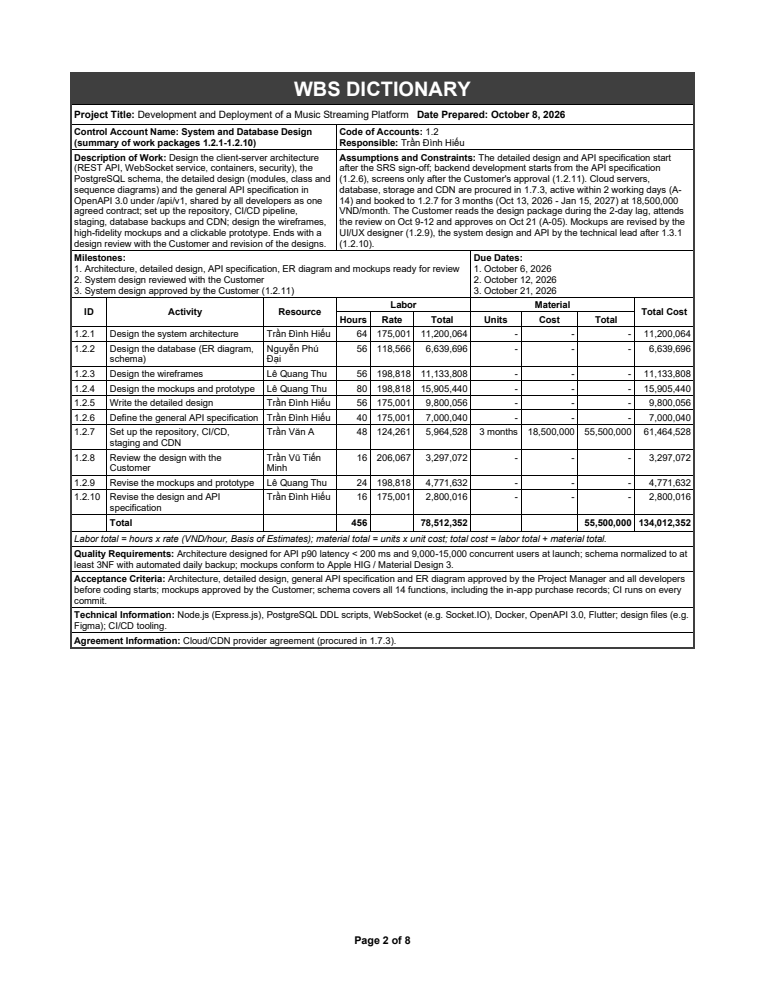 WBS DICTIONARY
Project Title: Development and Deployment of a Music Streaming Platform Date Prepared: October 8, 2026
Control Account Name: System and Database Design
(summary of work packages 1.2.1-1.2.10)
Code of Accounts: 1.2
Responsible: Trần Đình Hiếu
Description of Work: Design the client-server architecture
(REST API, WebSocket service, containers, security), the
PostgreSQL schema, the detailed design (modules, class and
sequence diagrams) and the general API specification in
OpenAPI 3.0 under /api/v1, shared by all developers as one
agreed contract; set up the repository, CI/CD pipeline,
staging, database backups and CDN; design the wireframes,
high-fidelity mockups and a clickable prototype. Ends with a
design review with the Customer and revision of the designs.
Assumptions and Constraints: The detailed design and API specification start
after the SRS sign-off; backend development starts from the API specification
(1.2.6), screens only after the Customer's approval (1.2.11). Cloud servers,
database, storage and CDN are procured in 1.7.3, active within 2 working days (A-
14) and booked to 1.2.7 for 3 months (Oct 13, 2026 - Jan 15, 2027) at 18,500,000
VND/month. The Customer reads the design package during the 2-day lag, attends
the review on Oct 9-12 and approves on Oct 21 (A-05). Mockups are revised by the
UI/UX designer (1.2.9), the system design and API by the technical lead after 1.3.1
(1.2.10).
Milestones:
1. Architecture, detailed design, API specification, ER diagram and mockups ready for review
2. System design reviewed with the Customer
3. System design approved by the Customer (1.2.11)
Due Dates:
1. October 6, 2026
2. October 12, 2026
3. October 21, 2026
ID Activity Resource Labor Material Total Cost
Hours Rate Total Units Cost Total
1.2.1 Design the system architecture Trần Đình Hiếu 64 175,001 11,200,064 - - - 11,200,064
1.2.2 Design the database (ER diagram, schema) Nguyễn Phú Đại 56 118,566 6,639,696 - - - 6,639,696
1.2.3 Design the wireframes Lê Quang Thu 56 198,818 11,133,808 - - - 11,133,808
1.2.4 Design the mockups and prototype Lê Quang Thu 80 198,818 15,905,440 - - - 15,905,440
1.2.5 Write the detailed design Trần Đình Hiếu 56 175,001 9,800,056 - - - 9,800,056
1.2.6 Define the general API specification Trần Đình Hiếu 40 175,001 7,000,040 - - - 7,000,040
1.2.7 Set up the repository, CI/CD, staging and CDN Trần Văn A 48 124,261 5,964,528 3 months 18,500,000 55,500,000 61,464,528
1.2.8 Review the design with the Customer Trần Vũ Tiến Minh 16 206,067 3,297,072 - - - 3,297,072
1.2.9 Revise the mockups and prototype Lê Quang Thu 24 198,818 4,771,632 - - - 4,771,632
1.2.10 Revise the design and API specification Trần Đình Hiếu 16 175,001 2,800,016 - - - 2,800,016
Total 456 78,512,352 55,500,000 134,012,352
Labor total = hours x rate (VND/hour, Basis of Estimates); material total = units x unit cost; total cost = labor total + material total.
Quality Requirements: Architecture designed for API p90 latency < 200 ms and 9,000-15,000 concurrent users at launch; schema normalized to at
least 3NF with automated daily backup; mockups conform to Apple HIG / Material Design 3.
Acceptance Criteria: Architecture, detailed design, general API specification and ER diagram approved by the Project Manager and all developers
before coding starts; mockups approved by the Customer; schema covers all 14 functions, including the in-app purchase records; CI runs on every
commit.
Technical Information: Node.js (Express.js), PostgreSQL DDL scripts, WebSocket (e.g. Socket.IO), Docker, OpenAPI 3.0, Flutter; design files (e.g.
Figma); CI/CD tooling.
Agreement Information: Cloud/CDN provider agreement (procured in 1.7.3).
Page 2 of 8